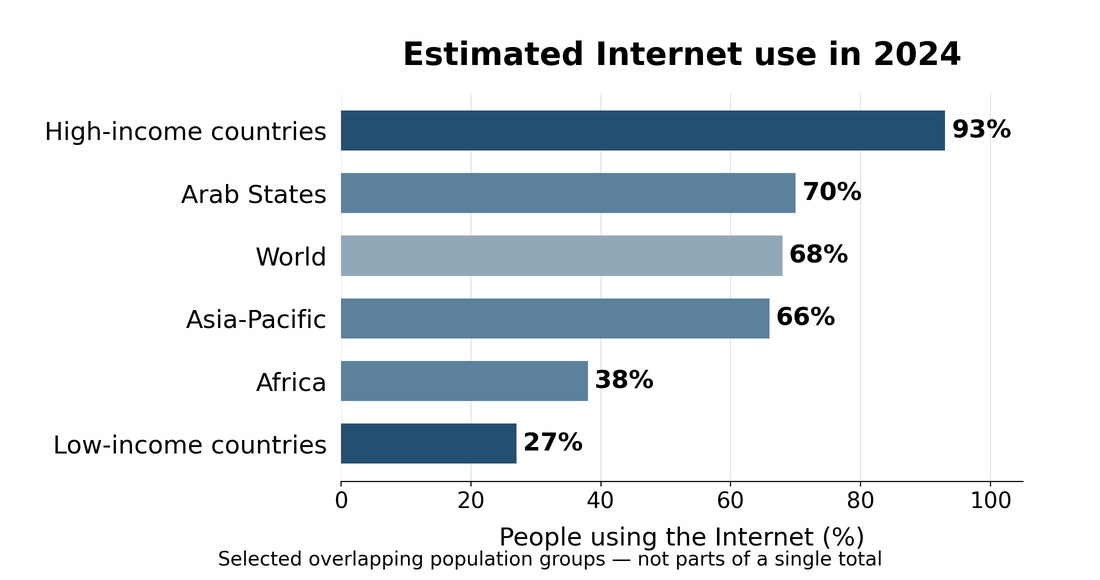 Estimated Internet use in 2024
High-income countries 93%
Arab States 70%
World 68%
Asia-Pacific 66%
Africa 38%
Low-income countries 27%
0 20 40 60 80 100
People using the Internet (%)
Selected overlapping population groups — not parts of a single total